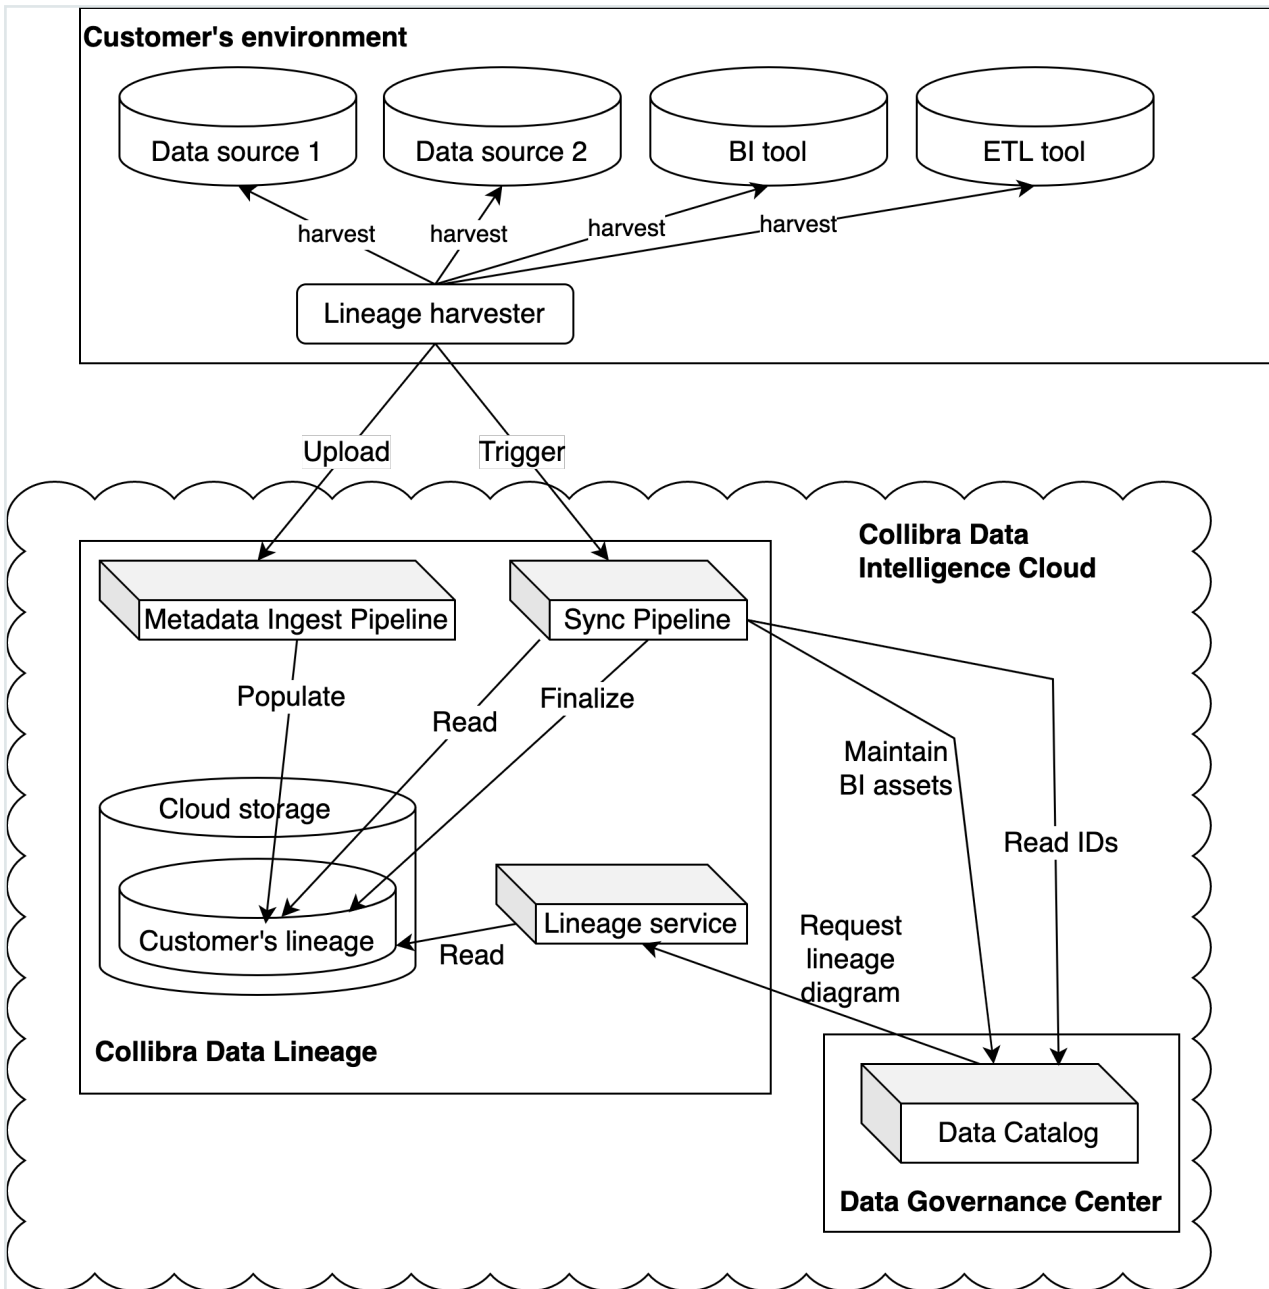 Customer's environment
Data source 1
Data source 2
BI tool
ETL tool
harvest
harvest
harvest
harvest
Lineage harvester
Upload
Trigger
Collibra Data
Intelligence Cloud
Metadata Ingest Pipeline
Sync Pipeline
Populate
Read
Finalize
Maintain
BI assets
Cloud storage
Read IDs
Customer's lineage
Lineage service
Read
Request
lineage
diagram
Collibra Data Lineage
Data Catalog
Data Governance Center